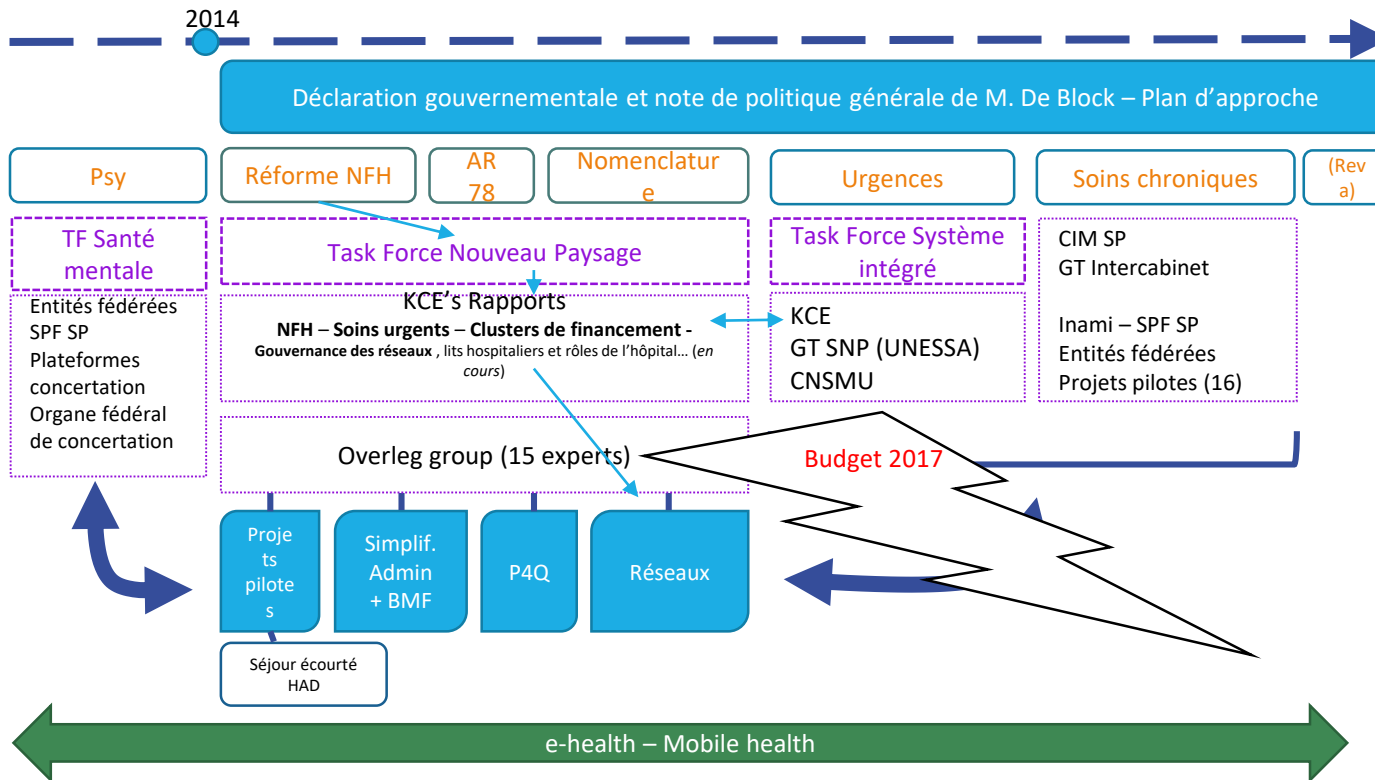 2014
Déclaration gouvernementale et note de politique générale de M. De Block – Plan d'approche
Psy
Réforme NFH
AR
78
Nomenclatur
e
Urgences
Soins chroniques
(Rev
a)
TF Santé
mentale
Task Force Nouveau Paysage
Task Force Système
intégré
CIM SP
GT Intercabinet
Inami – SPF SP
Entités fédérées
Projets pilotes (16)
Entités fédérées
SPF SP
Plateformes
concertation
Organe fédéral
de concertation
KCE's Rapports
NFH – Soins urgents – Clusters de financement -
Gouvernance des réseaux , lits hospitaliers et rôles de l'hôpital… (en
cours)
KCE
GT SNP (UNESSA)
CNSMU
Overleg group (15 experts)
Budget 2017
Proje
ts
pilote
s
Simplif.
Admin
+ BMF
P4Q
Réseaux
Séjour écourté
HAD
e-health – Mobile health